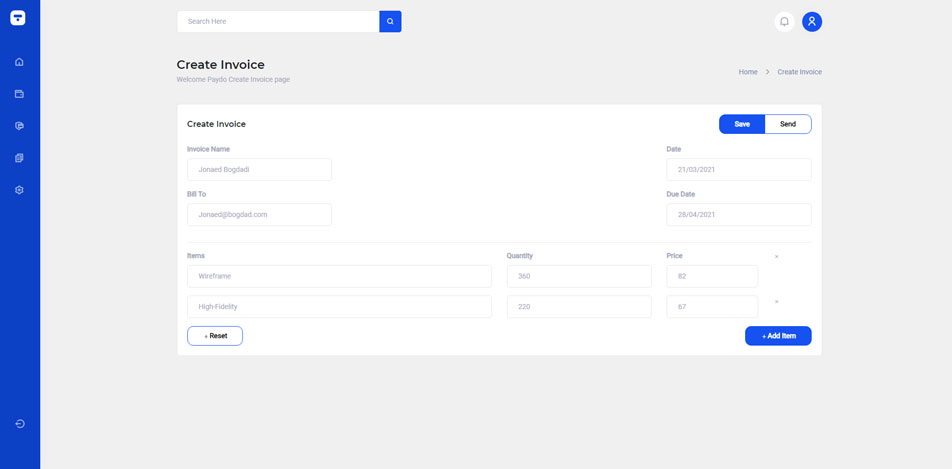 Search Here
Create Invoice
Welcome Paydo Create Invoice page
Home > Create Invoice
Create Invoice
Save Send
Invoice Name Date
Jonaed Bogdadi 21/03/2021
Bill To Due Date
Jonaed@bogdad.com 28/04/2021
Items Quantity Price ×
Wireframe 360 82
High-Fidelity 220 67 ×
+ Reset + Add Item